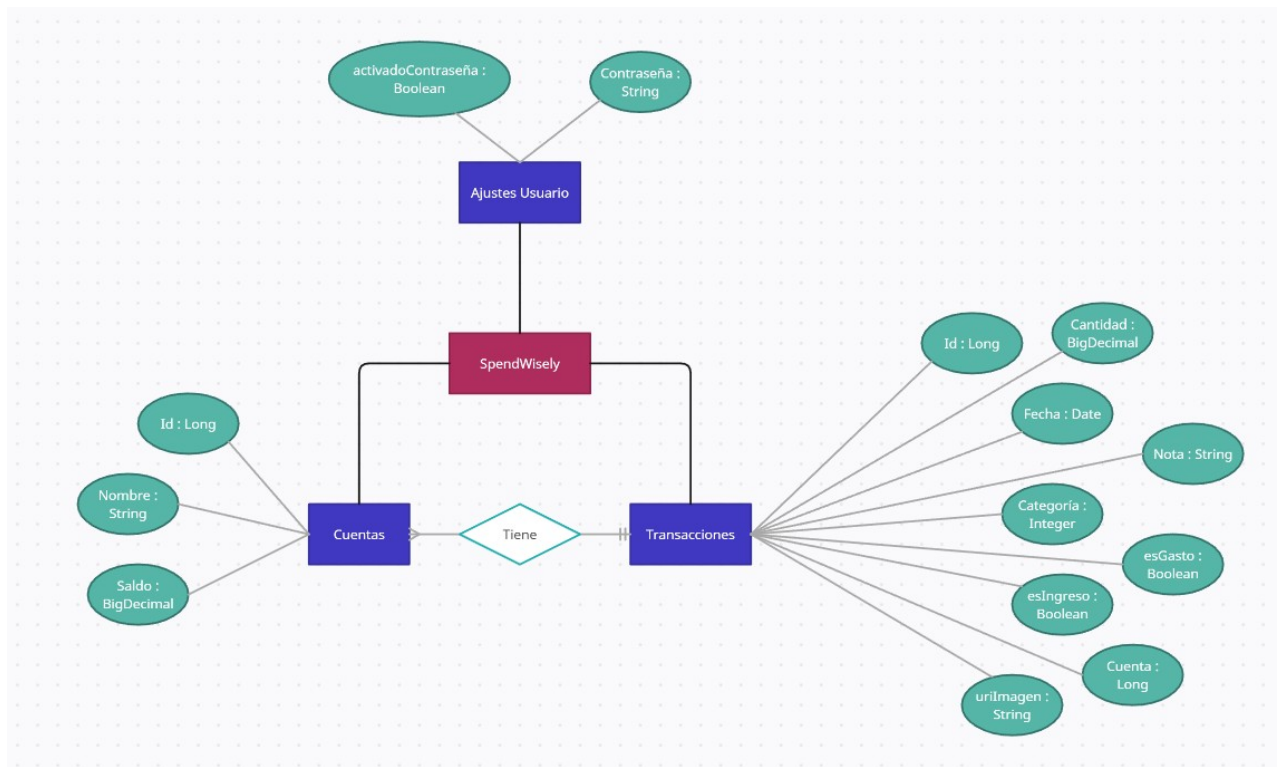 activadoContraseña :
Boolean
Contraseña :
String
Ajustes Usuario
SpendWisely
Id : Long
Nombre :
String
Saldo :
BigDecimal
Cuentas
Tiene
Transacciones
Id : Long
Cantidad :
BigDecimal
Fecha : Date
Nota : String
Categoría :
Integer
esGasto :
Boolean
esIngreso :
Boolean
Cuenta :
Long
uriImagen :
String